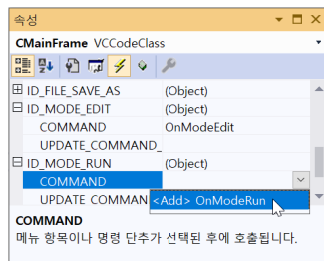 속성
CMainFrame VCCodeClass
ID_FILE_SAVE_AS (Object)
ID_MODE_EDIT (Object)
COMMAND OnModeEdit
UPDATE_COMMAND_
ID_MODE_RUN (Object)
COMMAND
UPDATE COMMAN <Add> OnModeRun
COMMAND
메뉴 항목이나 명령 단추가 선택된 후에 호출됩니다.